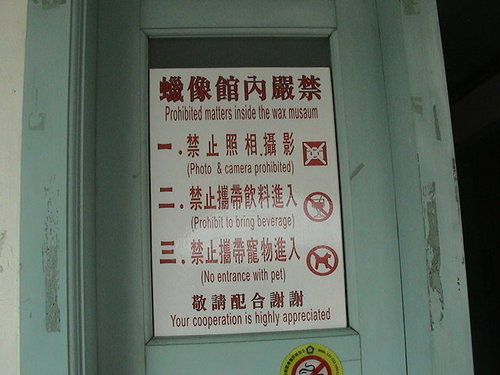 蠟像館內嚴禁
Prohibited matters inside the wax musaum
一.禁止照相.攝影
(Photo & camera prohibited)
二.禁止攜帶飲料進入
(Prohibit to bring beverage)
三.禁止攜帶寵物進入
(No entrance with pet)
敬請配合謝謝
Your cooperation is highly appreciated